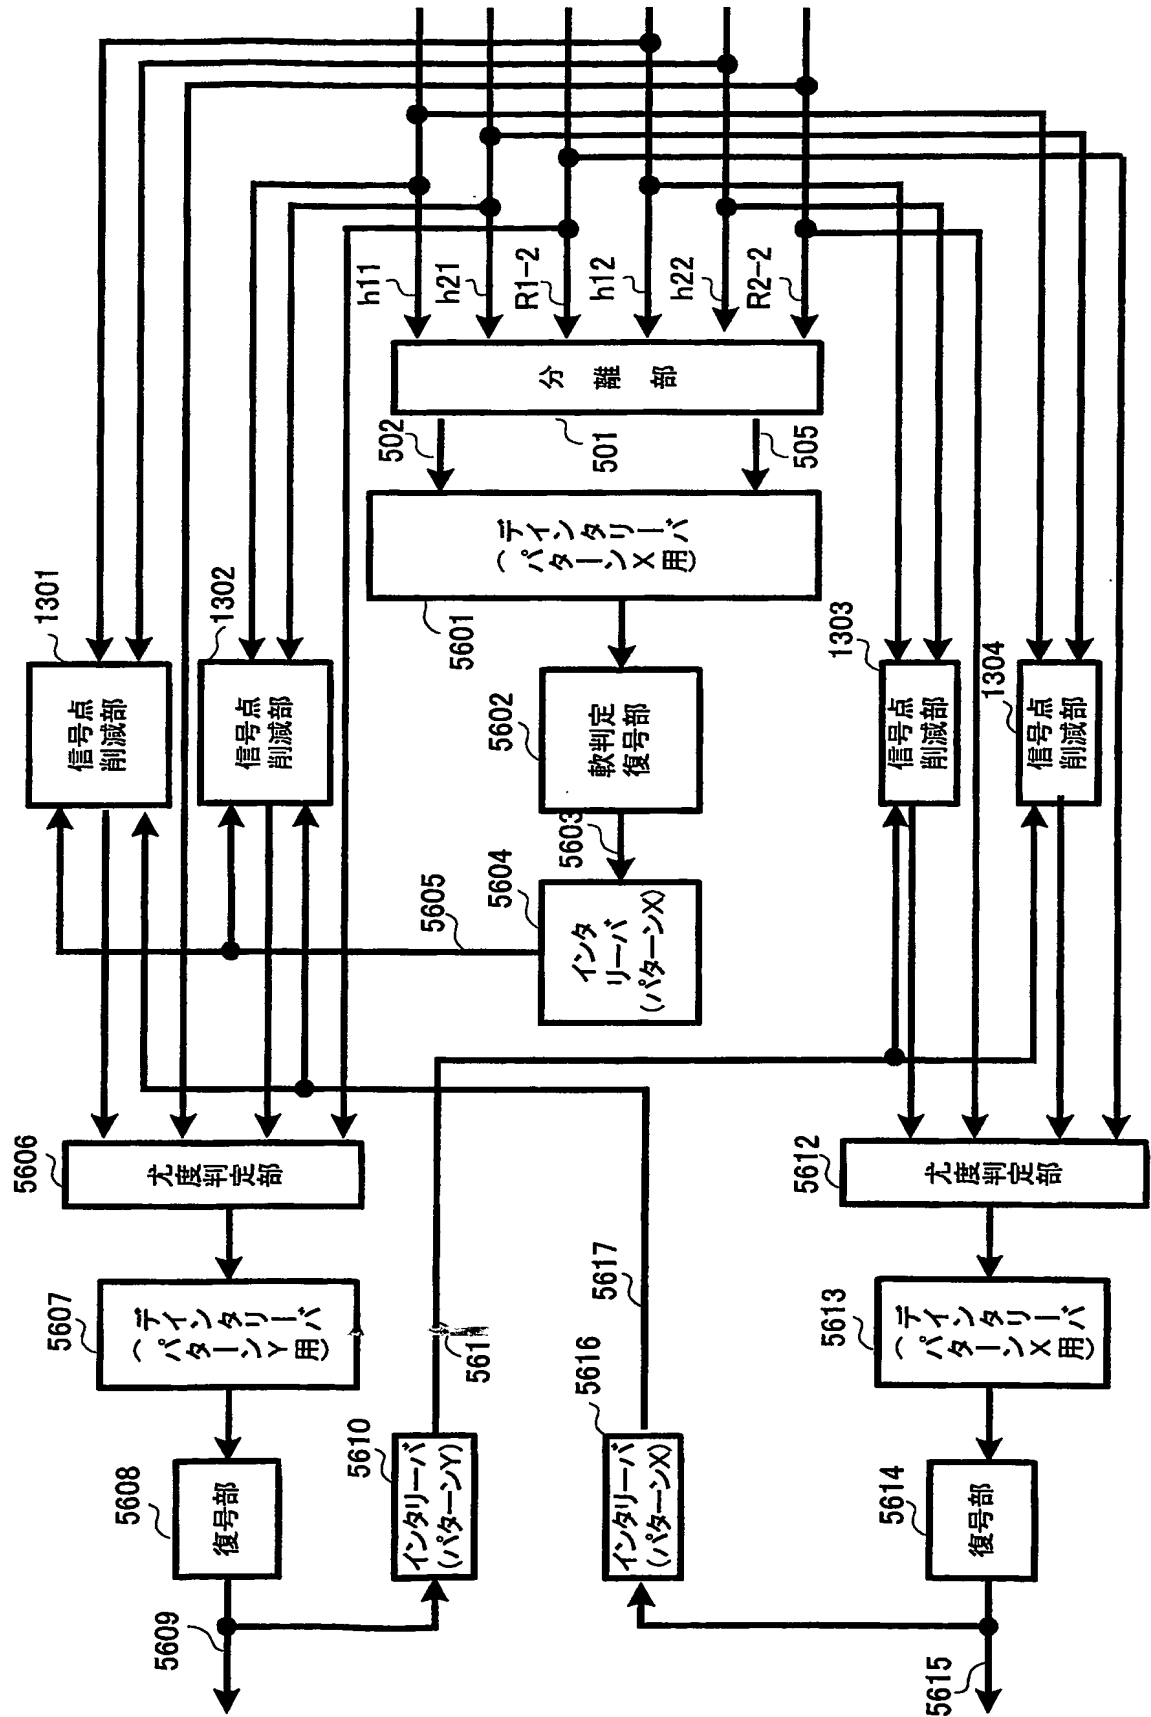 1301
信号点
削減部
1302
信号点
削減部
h11
h21
R1-2
h12
h22
R2-2
分離部
501
502
505
ディンタリーバ
(パターンX用)
5601
軟判定
復号部
5602
5603
インタ
リーバ
(パターンX)
5604
5605
1303
信号点
削減部
1304
信号点
削減部
5606
尤度判定部
5607
ディンタリーバ
(パターンY用)
5608
復号部
5609
5610
インタリーバ
(パターンY)
561
5612
尤度判定部
5613
ディンタリーバ
(パターンX用)
5614
復号部
5615
5616
インタリーバ
(パターンX)
5617